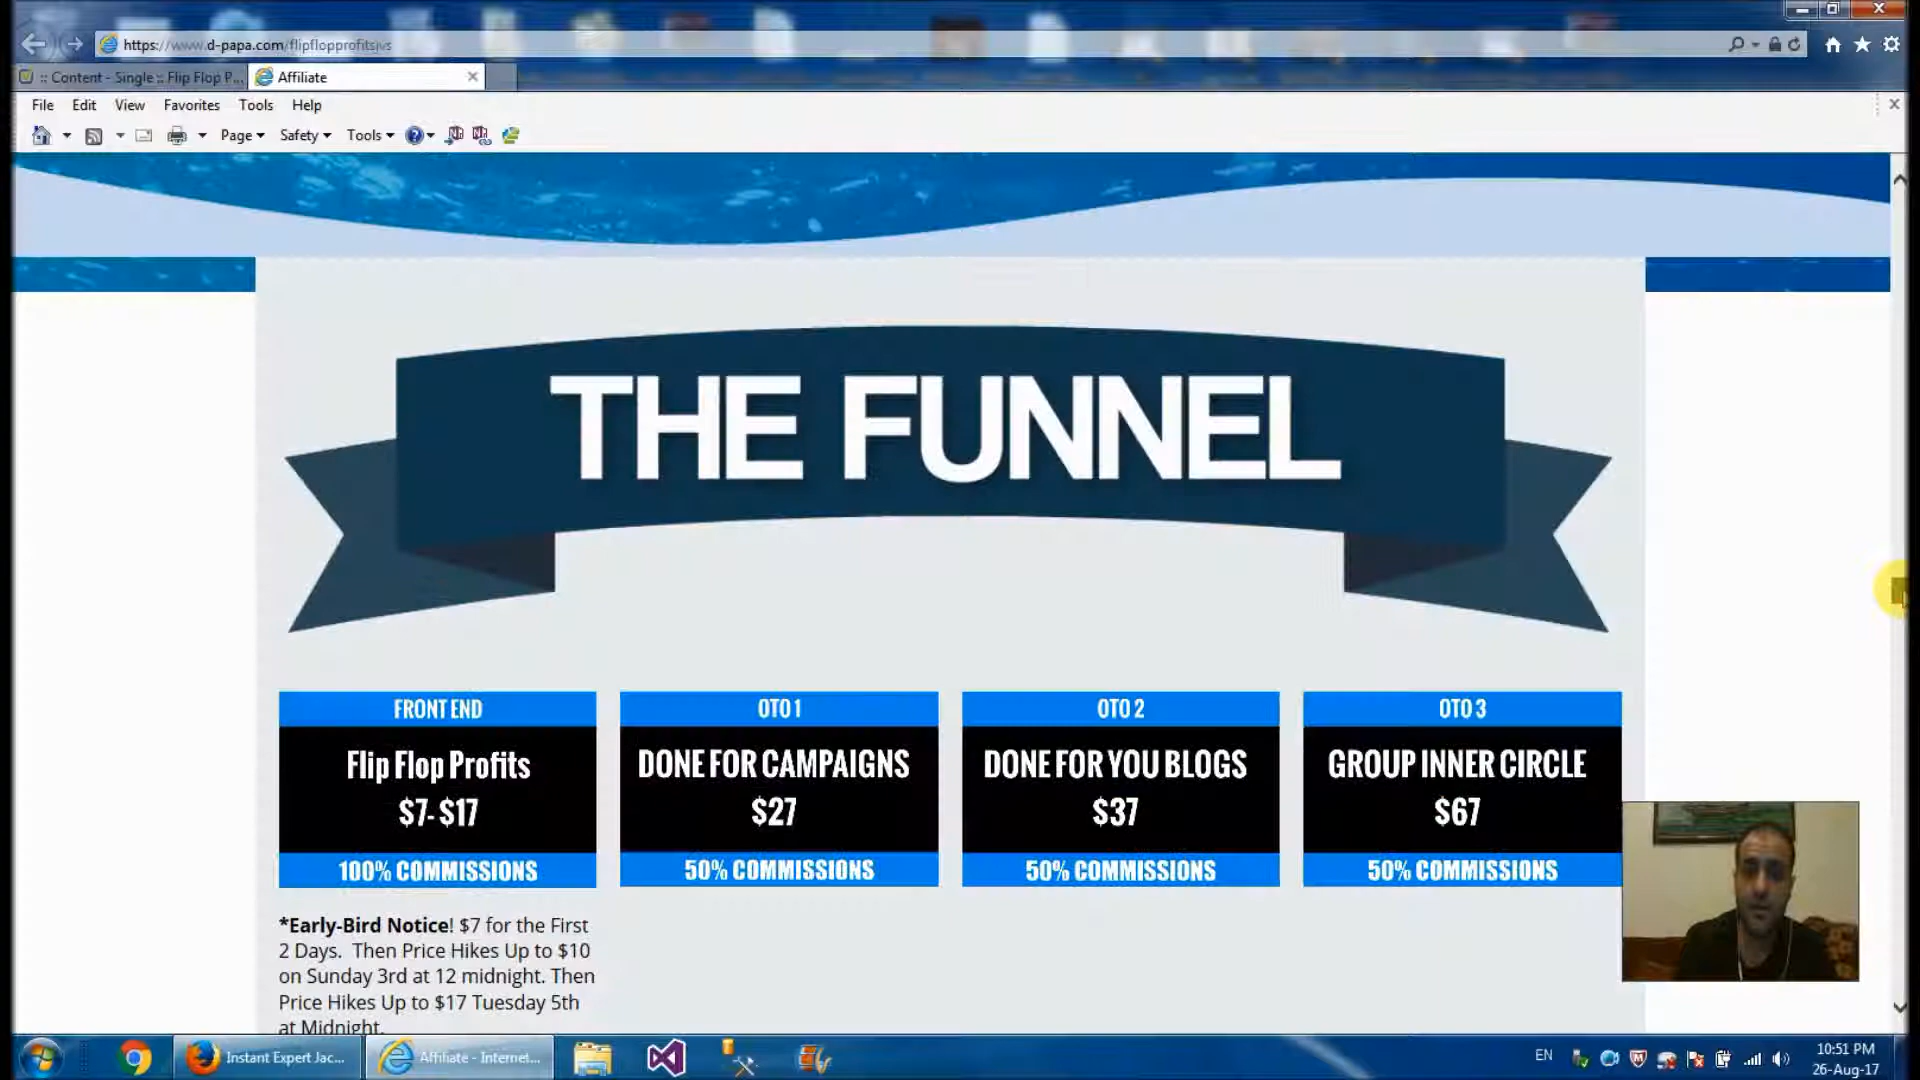 https://www.d-papa.com/flipflopprofitsjvs
:: Content - Single :: Flip Flop P...
Affiliate
File Edit View Favorites Tools Help
Page Safety Tools
THE FUNNEL
FRONT END
Flip Flop Profits
$7-$17
100% COMMISSIONS
OTO 1
DONE FOR CAMPAIGNS
$27
50% COMMISSIONS
OTO 2
DONE FOR YOU BLOGS
$37
50% COMMISSIONS
OTO 3
GROUP INNER CIRCLE
$67
50% COMMISSIONS
*Early-Bird Notice! $7 for the First
2 Days. Then Price Hikes Up to $10
on Sunday 3rd at 12 midnight. Then
Price Hikes Up to $17 Tuesday 5th
at Midnight.
Instant Expert Jac...
Affiliate - Internet...
EN
10:51 PM
26-Aug-17